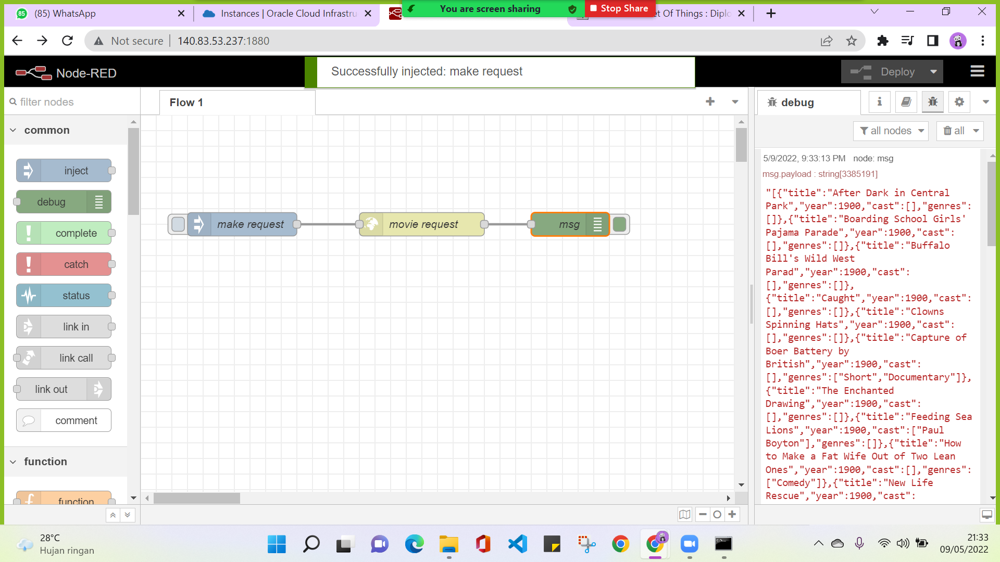 (85) WhatsApp
Instances | Oracle Cloud Infrastru
You are screen sharing
Stop Share
et Of Things : Diplo
Not secure
140.83.53.237:1880
Node-RED
Successfully injected: make request
Deploy
filter nodes
Flow 1
debug
all nodes
all
common
inject
debug
complete
catch
status
link in
link call
link out
comment
function
function
make request
movie request
msg
5/9/2022, 9:33:13 PM node: msg
msg.payload : string[3385191]
"[{"title":"After Dark in Central
Park","year":1900,"cast":[],"genres":
[]},{"title":"Boarding School Girls'
Pajama Parade","year":1900,"cast":
[],"genres":[]},{"title":"Buffalo
Bill's Wild West
Parad","year":1900,"cast":
[],"genres":[]},
{"title":"Caught","year":1900,"cast":
[],"genres":[]},{"title":"Clowns
Spinning Hats","year":1900,"cast":
[],"genres":[]},{"title":"Capture of
Boer Battery by
British","year":1900,"cast":
[],"genres":["Short","Documentary"]},
{"title":"The Enchanted
Drawing","year":1900,"cast":
[],"genres":[]},{"title":"Feeding Sea
Lions","year":1900,"cast":["Paul
Boyton"],"genres":[]},{"title":"How
to Make a Fat Wife Out of Two Lean
Ones","year":1900,"cast":[],"genres":
["Comedy"]},{"title":"New Life
Rescue","year":1900,"cast":
28°C
Hujan ringan
21:33
09/05/2022